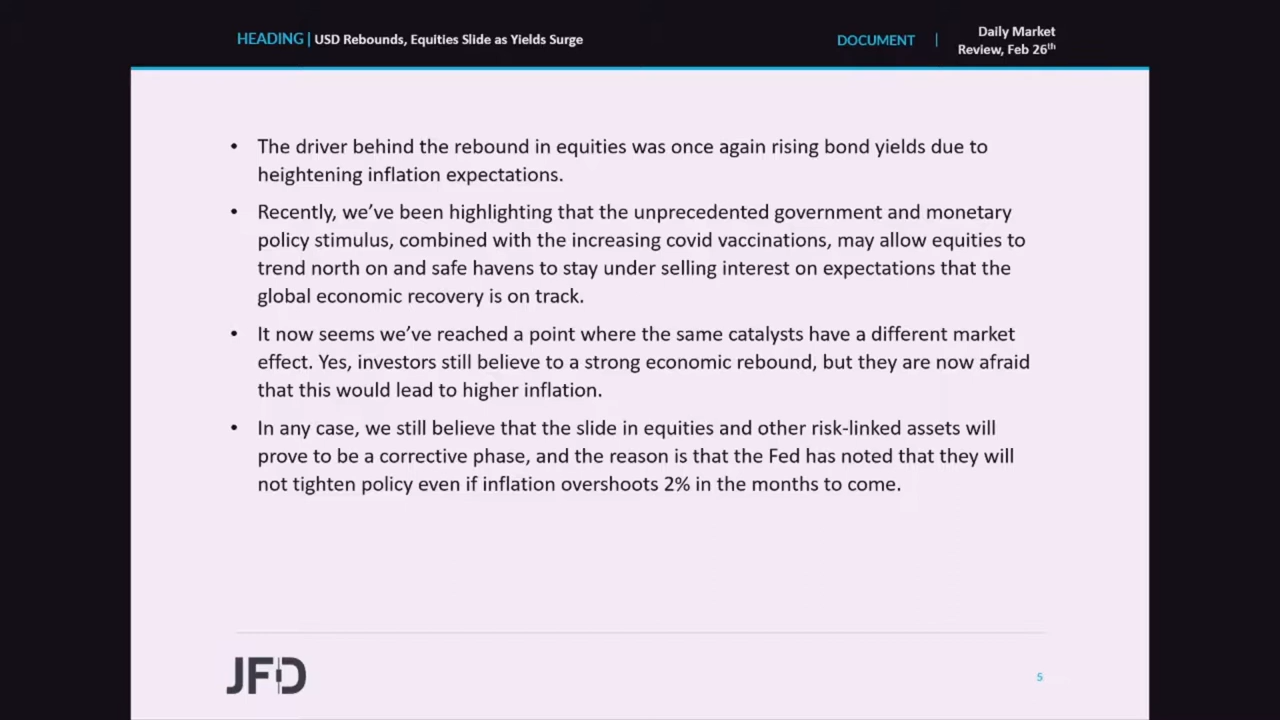 HEADING | USD Rebounds, Equities Slide as Yields Surge
DOCUMENT | Daily Market
Review, Feb 26th
• The driver behind the rebound in equities was once again rising bond yields due to
heightening inflation expectations.
• Recently, we've been highlighting that the unprecedented government and monetary
policy stimulus, combined with the increasing covid vaccinations, may allow equities to
trend north on and safe havens to stay under selling interest on expectations that the
global economic recovery is on track.
• It now seems we've reached a point where the same catalysts have a different market
effect. Yes, investors still believe to a strong economic rebound, but they are now afraid
that this would lead to higher inflation.
• In any case, we still believe that the slide in equities and other risk-linked assets will
prove to be a corrective phase, and the reason is that the Fed has noted that they will
not tighten policy even if inflation overshoots 2% in the months to come.
JFD
5